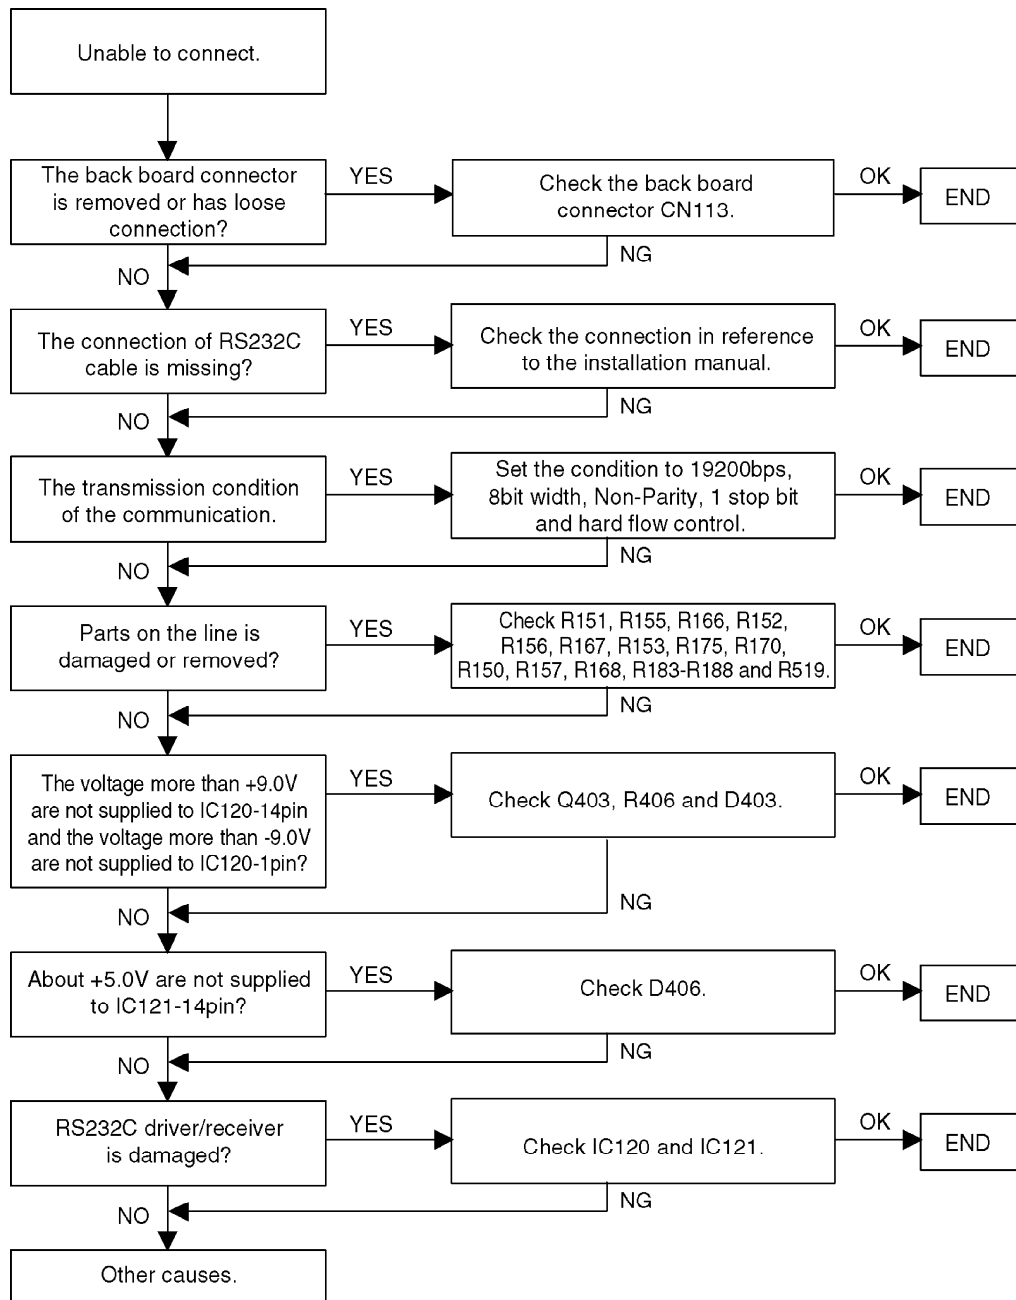 Unable to connect.
The back board connector
is removed or has loose
connection?
YES
Check the back board
connector CN113.
OK
END
NG
NO
The connection of RS232C
cable is missing?
YES
Check the connection in reference
to the installation manual.
OK
END
NG
NO
The transmission condition
of the communication.
YES
Set the condition to 19200bps,
8bit width, Non-Parity, 1 stop bit
and hard flow control.
OK
END
NG
NO
Parts on the line is
damaged or removed?
YES
Check R151, R155, R166, R152,
R156, R167, R153, R175, R170,
R150, R157, R168, R183-R188 and R519.
OK
END
NG
NO
The voltage more than +9.0V
are not supplied to IC120-14pin
and the voltage more than -9.0V
are not supplied to IC120-1pin?
YES
Check Q403, R406 and D403.
OK
END
NG
NO
About +5.0V are not supplied
to IC121-14pin?
YES
Check D406.
OK
END
NG
NO
RS232C driver/receiver
is damaged?
YES
Check IC120 and IC121.
OK
END
NG
NO
Other causes.